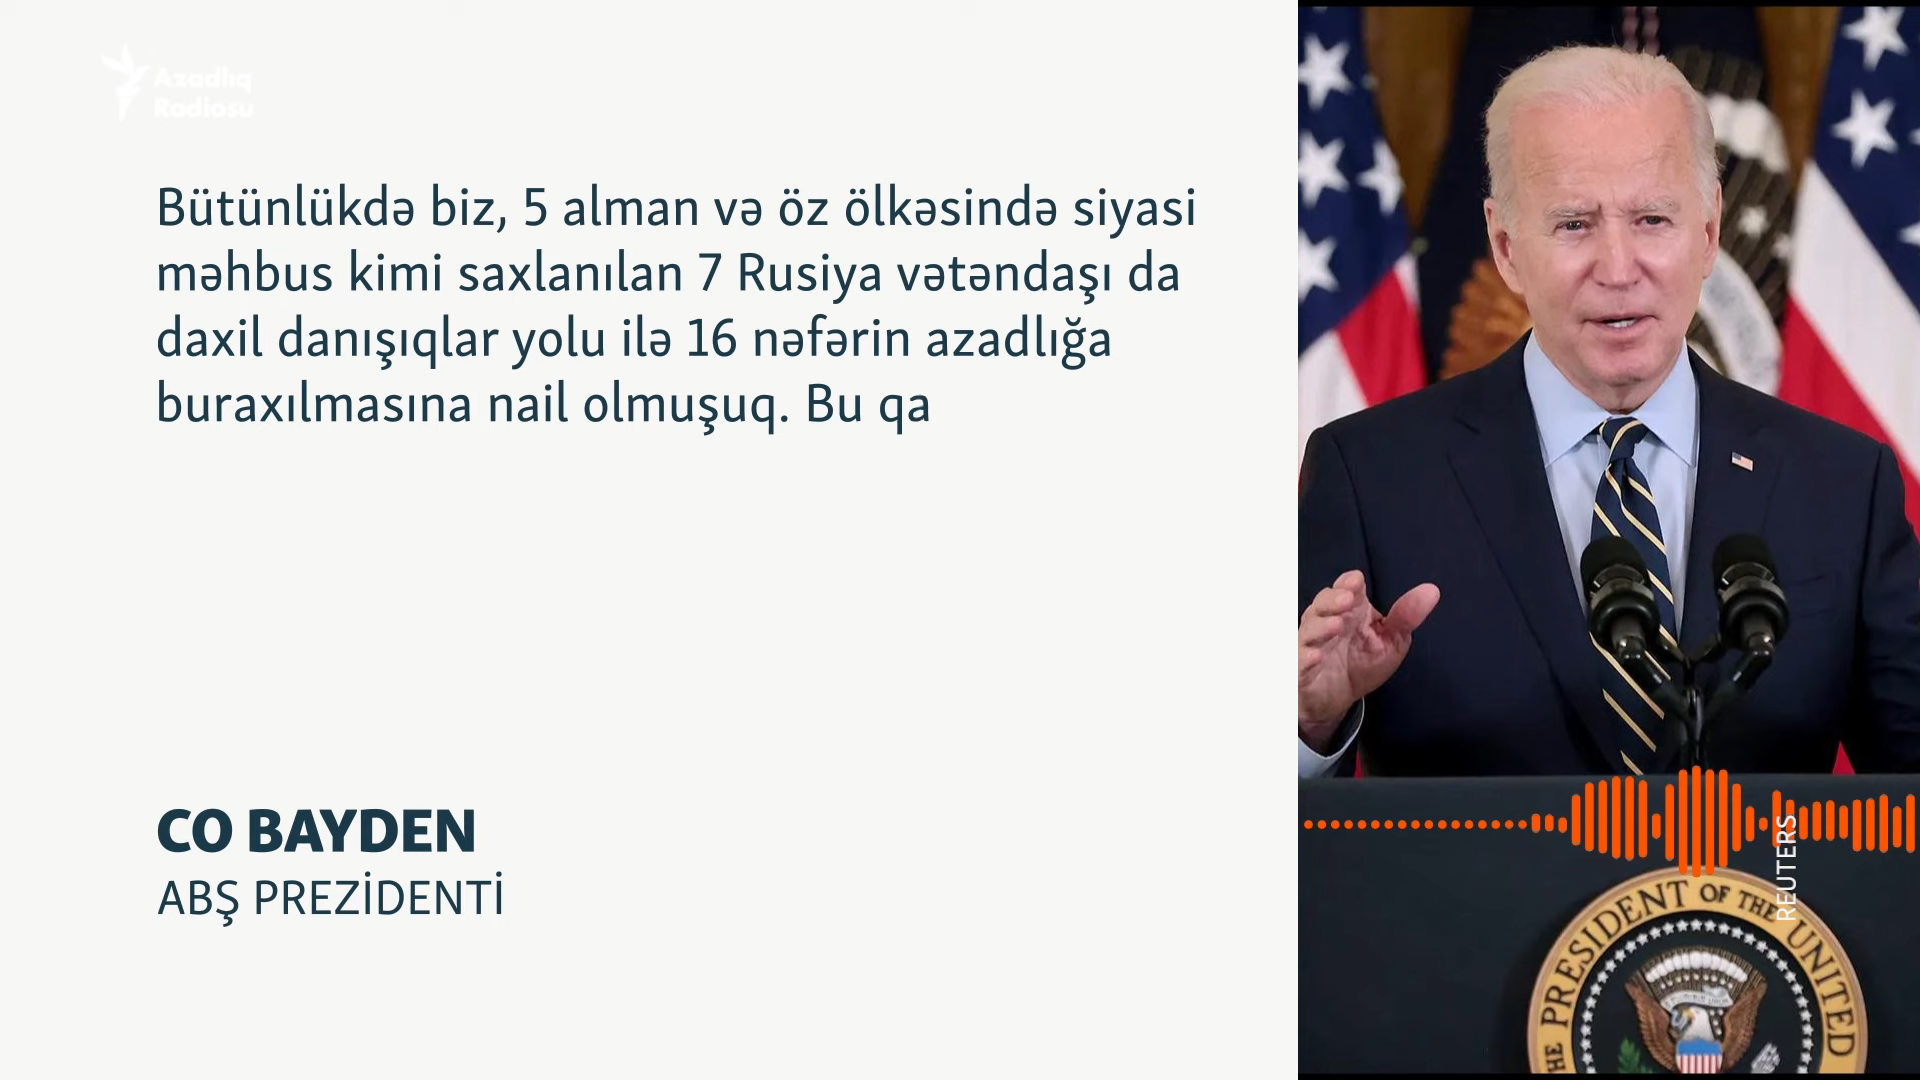 Azadlıq
Radiosu
Bütünlükdə biz, 5 alman və öz ölkəsində siyasi
məhbus kimi saxlanılan 7 Rusiya vətəndaşı da
daxil danışıqlar yolu ilə 16 nəfərin azadlığa
buraxılmasına nail olmuşuq. Bu qa
CO BAYDEN
ABŞ PREZİDENTİ
REUTERS
HE PRESIDENT OF THE UNITED